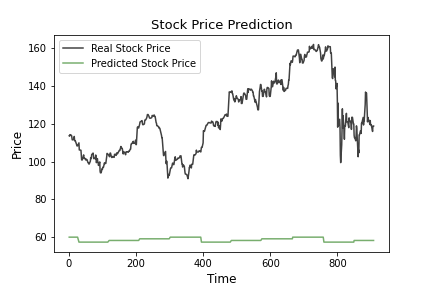 Stock Price Prediction
Real Stock Price
Predicted Stock Price
Price
160
140
120
100
80
60
0 200 400 600 800
Time